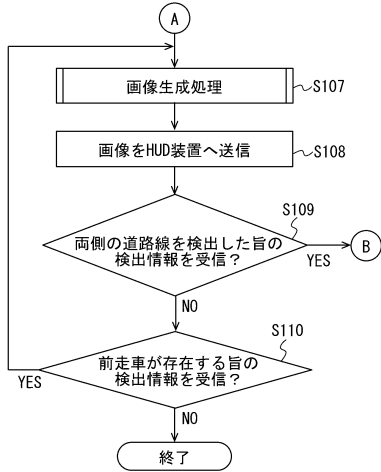 A
画像生成処理
S107
画像をHUD装置へ送信
S108
S109
両側の道路線を検出した旨の
検出情報を受信？
YES
B
NO
S110
前走車が存在する旨の
検出情報を受信？
YES
NO
終了